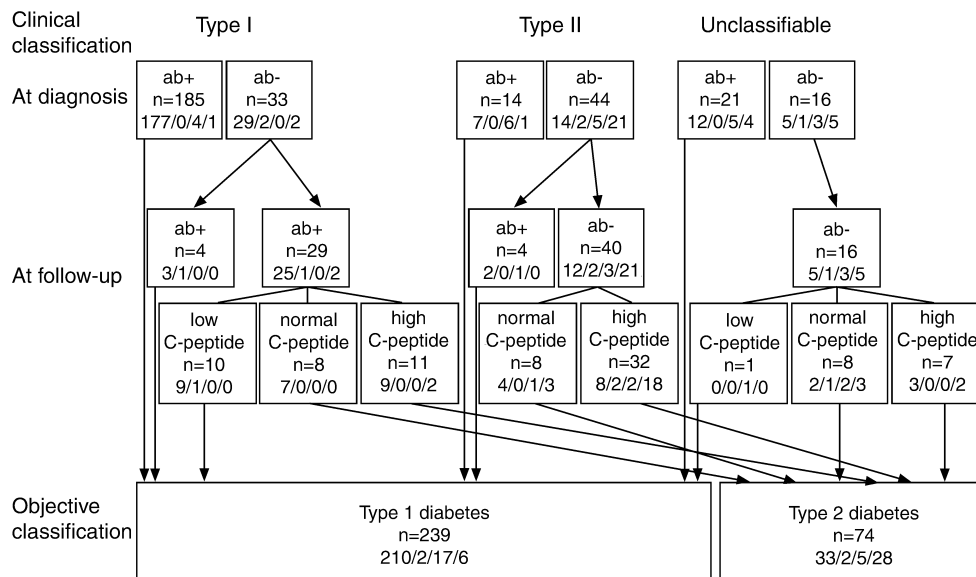 Clinical
classification
Type I
Type II
Unclassifiable
At diagnosis
ab+
n=185
177/0/4/1
ab-
n=33
29/2/0/2
ab+
n=14
7/0/6/1
ab-
n=44
14/2/5/21
ab+
n=21
12/0/5/4
ab-
n=16
5/1/3/5
At follow-up
ab+
n=4
3/1/0/0
ab+
n=29
25/1/0/2
ab+
n=4
2/0/1/0
ab-
n=40
12/2/3/21
ab-
n=16
5/1/3/5
low
C-peptide
n=10
9/1/0/0
normal
C-peptide
n=8
7/0/0/0
high
C-peptide
n=11
9/0/0/2
normal
C-peptide
n=8
4/0/1/3
high
C-peptide
n=32
8/2/2/18
low
C-peptide
n=1
0/0/1/0
normal
C-peptide
n=8
2/1/2/3
high
C-peptide
n=7
3/0/0/2
Objective
classification
Type 1 diabetes
n=239
210/2/17/6
Type 2 diabetes
n=74
33/2/5/28